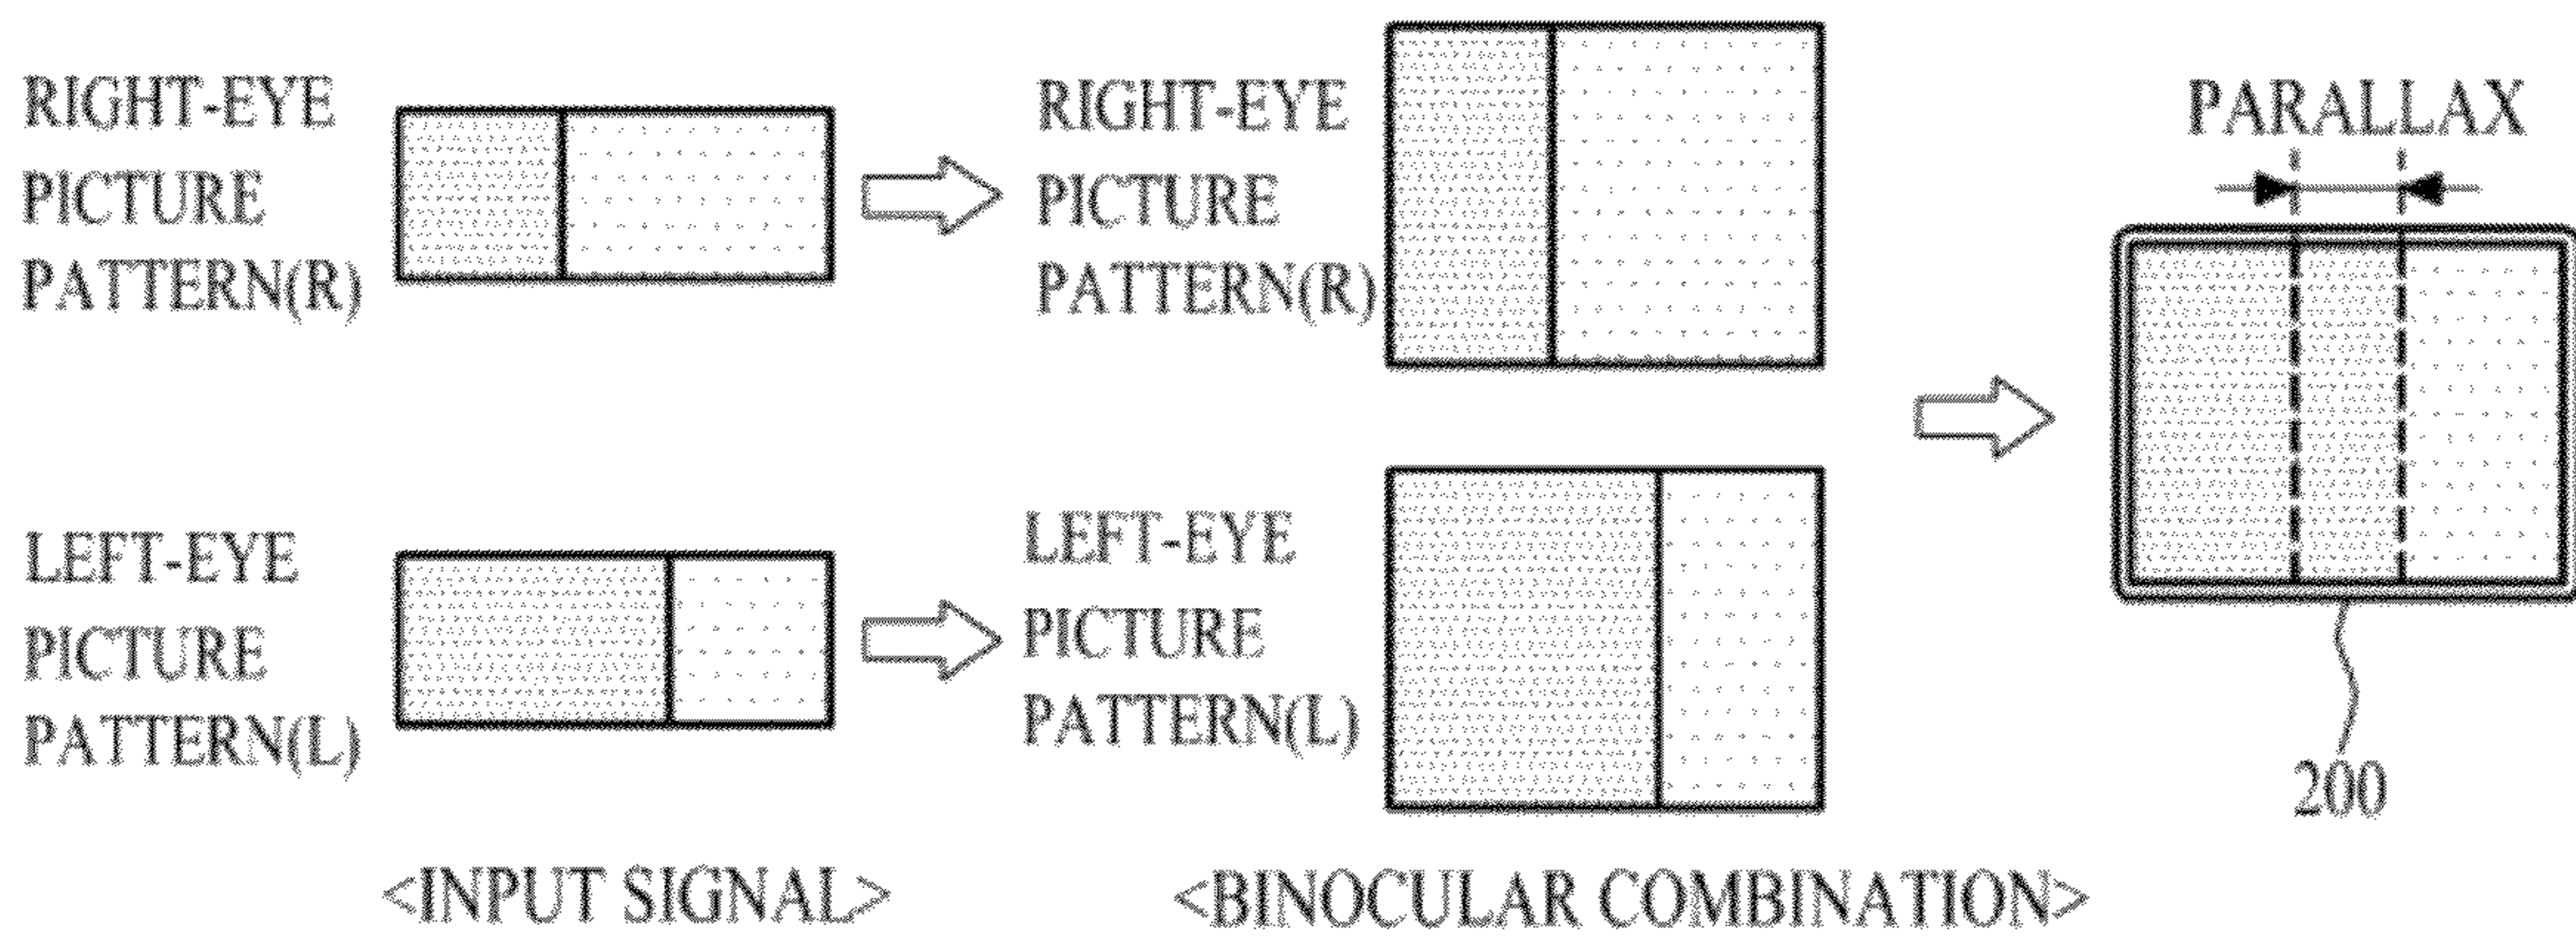 RIGHT-EYE
PICTURE
PATTERN(R)
RIGHT-EYE
PICTURE
PATTERN(R)
PARALLAX
LEFT-EYE
PICTURE
PATTERN(L)
LEFT-EYE
PICTURE
PATTERN(L)
200
<INPUT SIGNAL>
<BINOCULAR COMBINATION>